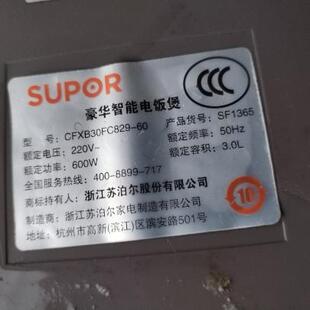 SUPOR
CCC
豪华智能电饭煲
型 号: CFXB30FC829-60 产品货号: SF1365
额定电压: 220V~ 额定频率: 50Hz
额定功率: 600W 额定容积: 3.0L
全国服务热线: 400-8899-717
商标持有人: 浙江苏泊尔股份有限公司
制造商: 浙江苏泊尔家电制造有限公司
地址: 杭州市高新(滨江)区滨安路501号
10